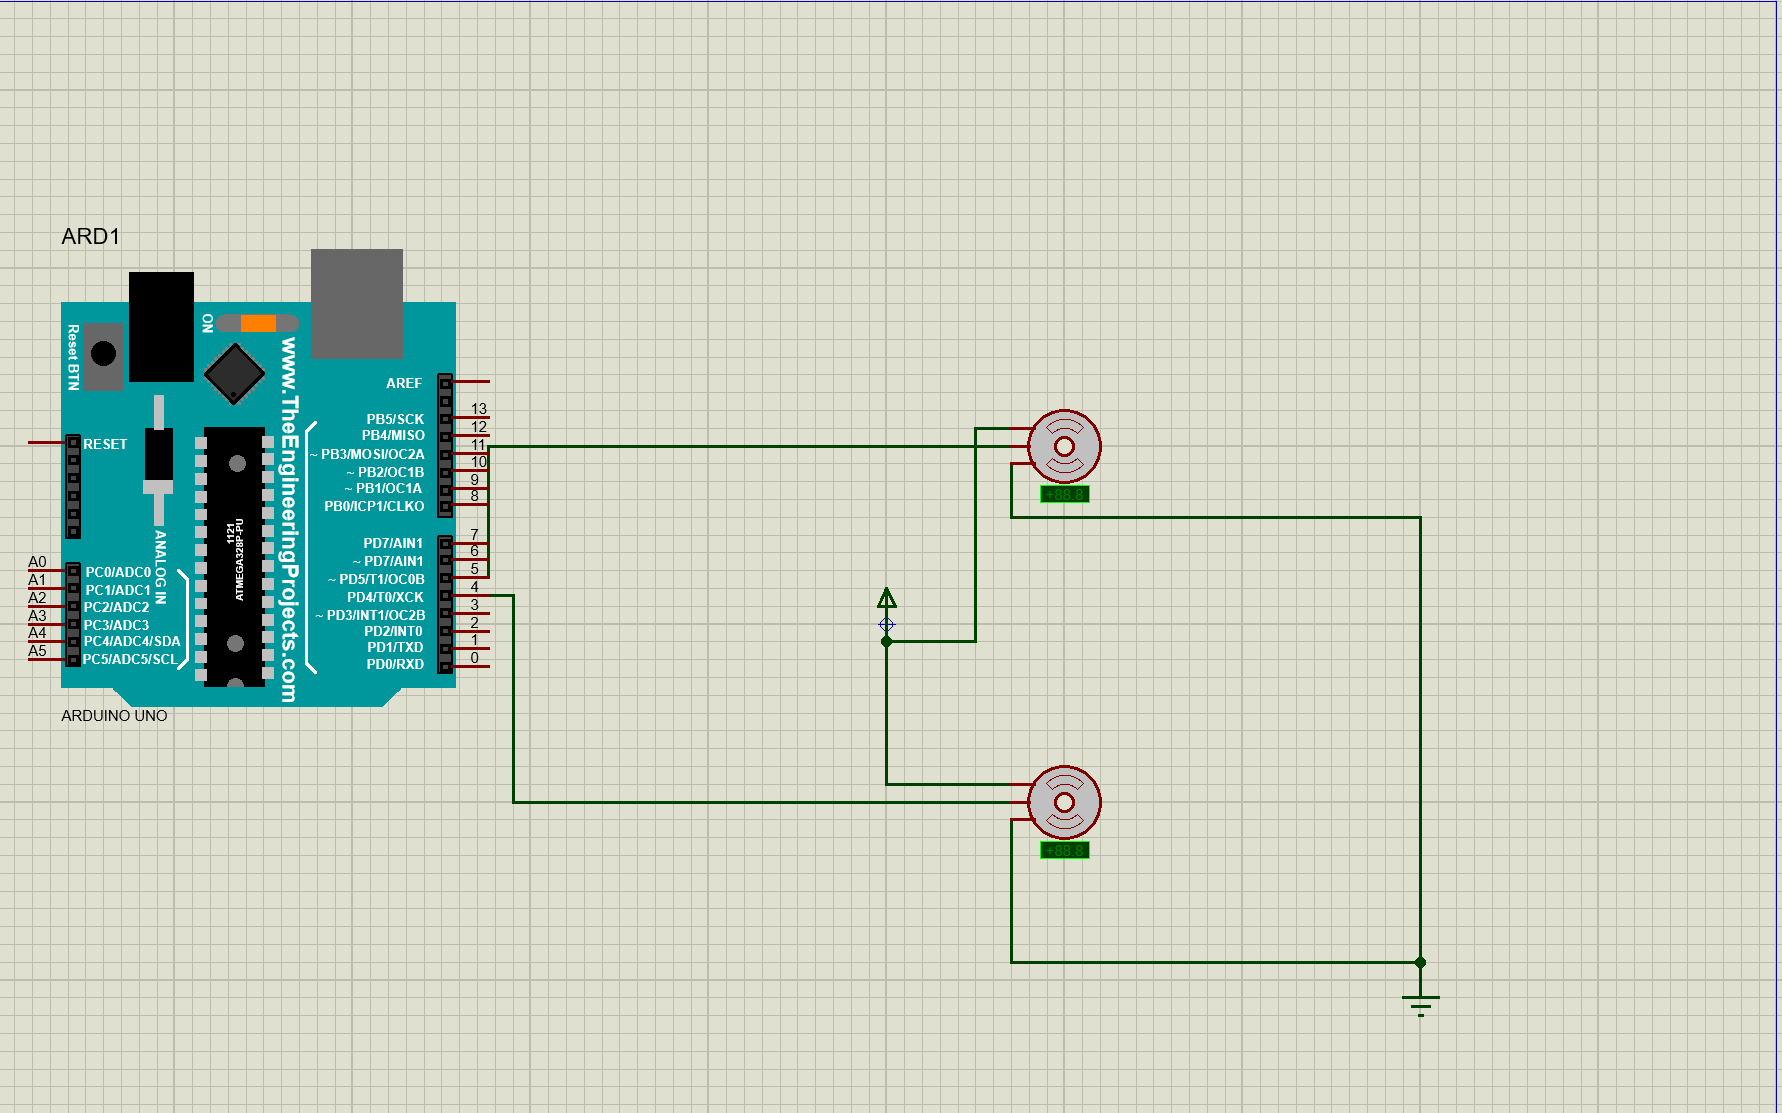 ARD1
ON
Reset BTN
www.TheEngineeringProjects.com
AREF
PB5/SCK 13
PB4/MISO 12
~ PB3/MOSI/OC2A 11
~ PB2/OC1B 10
~ PB1/OC1A 9
PB0/ICP1/CLKO 8
RESET
1121
ATMEGA328P-PU
ANALOG IN
PD7/AIN1 7
~ PD7/AIN1 6
~ PD5/T1/OC0B 5
PD4/T0/XCK 4
~ PD3/INT1/OC2B 3
PD2/INT0 2
PD1/TXD 1
PD0/RXD 0
A0 PC0/ADC0
A1 PC1/ADC1
A2 PC2/ADC2
A3 PC3/ADC3
A4 PC4/ADC4/SDA
A5 PC5/ADC5/SCL
ARDUINO UNO
+88.8
+88.8